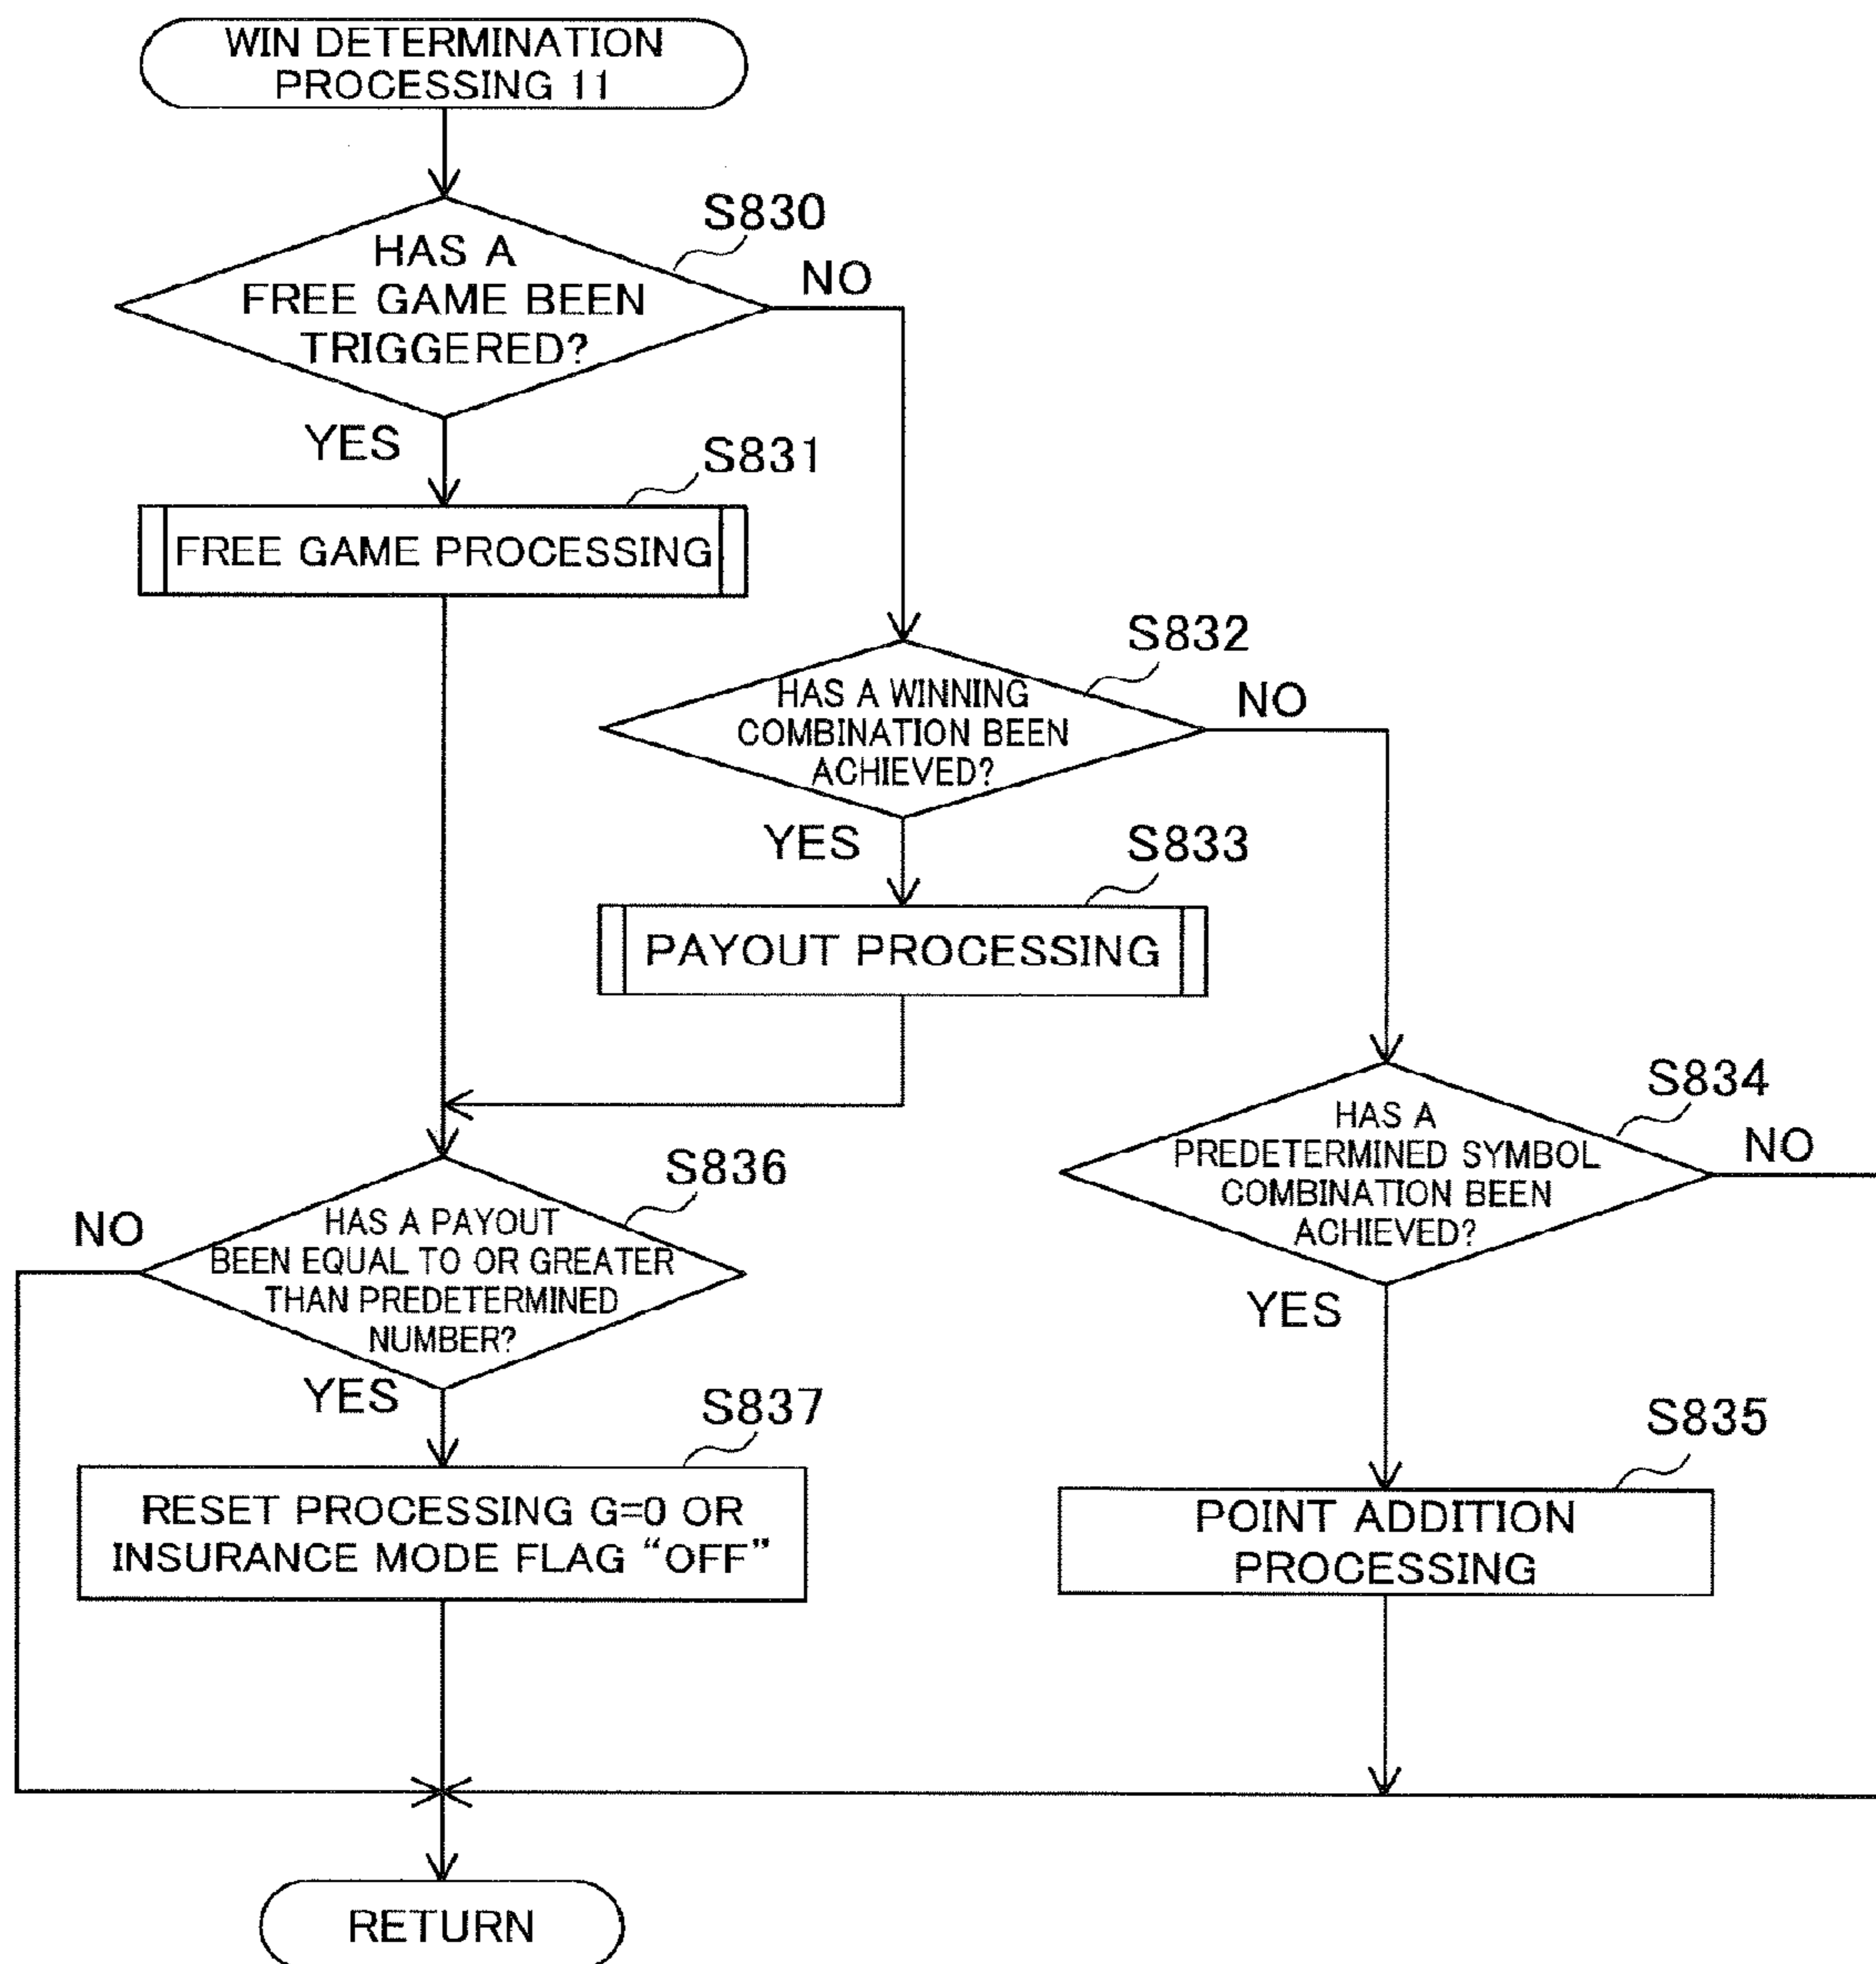 WIN DETERMINATION
PROCESSING 11
S830
HAS A
FREE GAME BEEN
TRIGGERED?
NO
YES
S831
FREE GAME PROCESSING
S832
HAS A WINNING
COMBINATION BEEN
ACHIEVED?
NO
YES
S833
PAYOUT PROCESSING
S834
HAS A
PREDETERMINED SYMBOL
COMBINATION BEEN
ACHIEVED?
NO
YES
S836
HAS A PAYOUT
BEEN EQUAL TO OR GREATER
THAN PREDETERMINED
NUMBER?
NO
YES
S837
RESET PROCESSING G=0 OR
INSURANCE MODE FLAG “OFF”
S835
POINT ADDITION
PROCESSING
RETURN